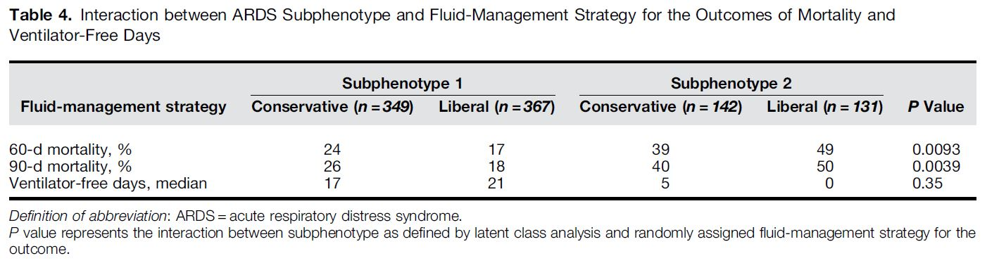 Table 4. Interaction between ARDS Subphenotype and Fluid-Management Strategy for the Outcomes of Mortality and
Ventilator-Free Days
Subphenotype 1 Subphenotype 2
Fluid-management strategy Conservative (n = 349) Liberal (n = 367) Conservative (n = 142) Liberal (n = 131) P Value
60-d mortality, % 24 17 39 49 0.0093
90-d mortality, % 26 18 40 50 0.0039
Ventilator-free days, median 17 21 5 0 0.35
Definition of abbreviation: ARDS = acute respiratory distress syndrome.
P value represents the interaction between subphenotype as defined by latent class analysis and randomly assigned fluid-management strategy for the
outcome.